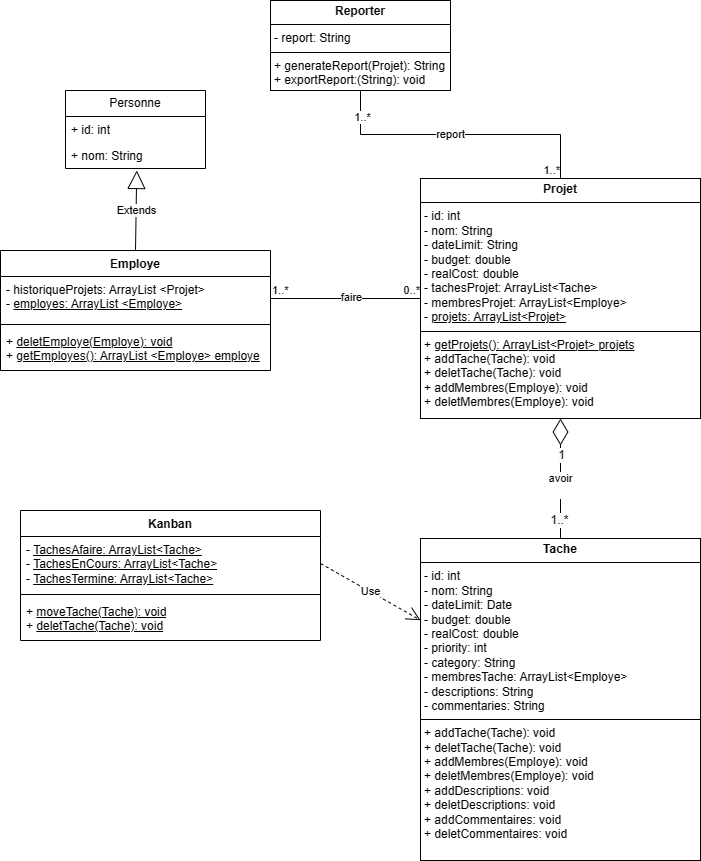 Reporter
- report: String
+ generateReport(Projet): String
+ exportReport:(String): void
1..*
report
1..*
Personne
+ id: int
+ nom: String
Extends
Employe
- historiqueProjets: ArrayList <Projet>
- employes: ArrayList <Employe>
+ deletEmploye(Employe): void
+ getEmployes(): ArrayList <Employe> employe
1..*
faire
0..*
Projet
- id: int
- nom: String
- dateLimit: String
- budget: double
- realCost: double
- tachesProjet: ArrayList<Tache>
- membresProjet: ArrayList<Employe>
- projets: ArrayList<Projet>
+ getProjets(): ArrayList<Projet> projets
+ addTache(Tache): void
+ deletTache(Tache): void
+ addMembres(Employe): void
+ deletMembres(Employe): void
1
avoir
1..*
Kanban
- TachesAfaire: ArrayList<Tache>
- TachesEnCours: ArrayList<Tache>
- TachesTermine: ArrayList<Tache>
+ moveTache(Tache): void
+ deletTache(Tache): void
Use
Tache
- id: int
- nom: String
- dateLimit: Date
- budget: double
- realCost: double
- priority: int
- category: String
- membresTache: ArrayList<Employe>
- descriptions: String
- commentaries: String
+ addTache(Tache): void
+ deletTache(Tache): void
+ addMembres(Employe): void
+ deletMembres(Employe): void
+ addDescriptions: void
+ deletDescriptions: void
+ addCommentaires: void
+ deletCommentaires: void